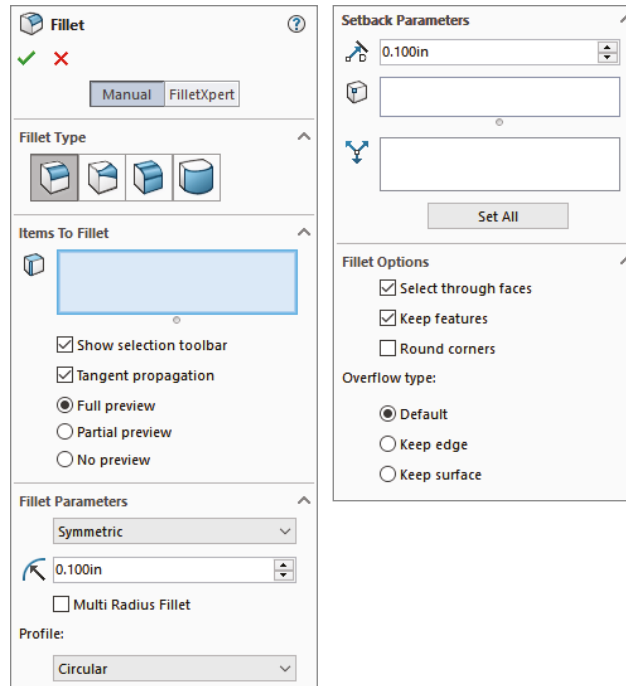 Fillet
Manual FilletXpert
Fillet Type
Items To Fillet
Show selection toolbar
Tangent propagation
Full preview
Partial preview
No preview
Fillet Parameters
Symmetric
0.100in
Multi Radius Fillet
Profile:
Circular
Setback Parameters
0.100in
Set All
Fillet Options
Select through faces
Keep features
Round corners
Overflow type:
Default
Keep edge
Keep surface